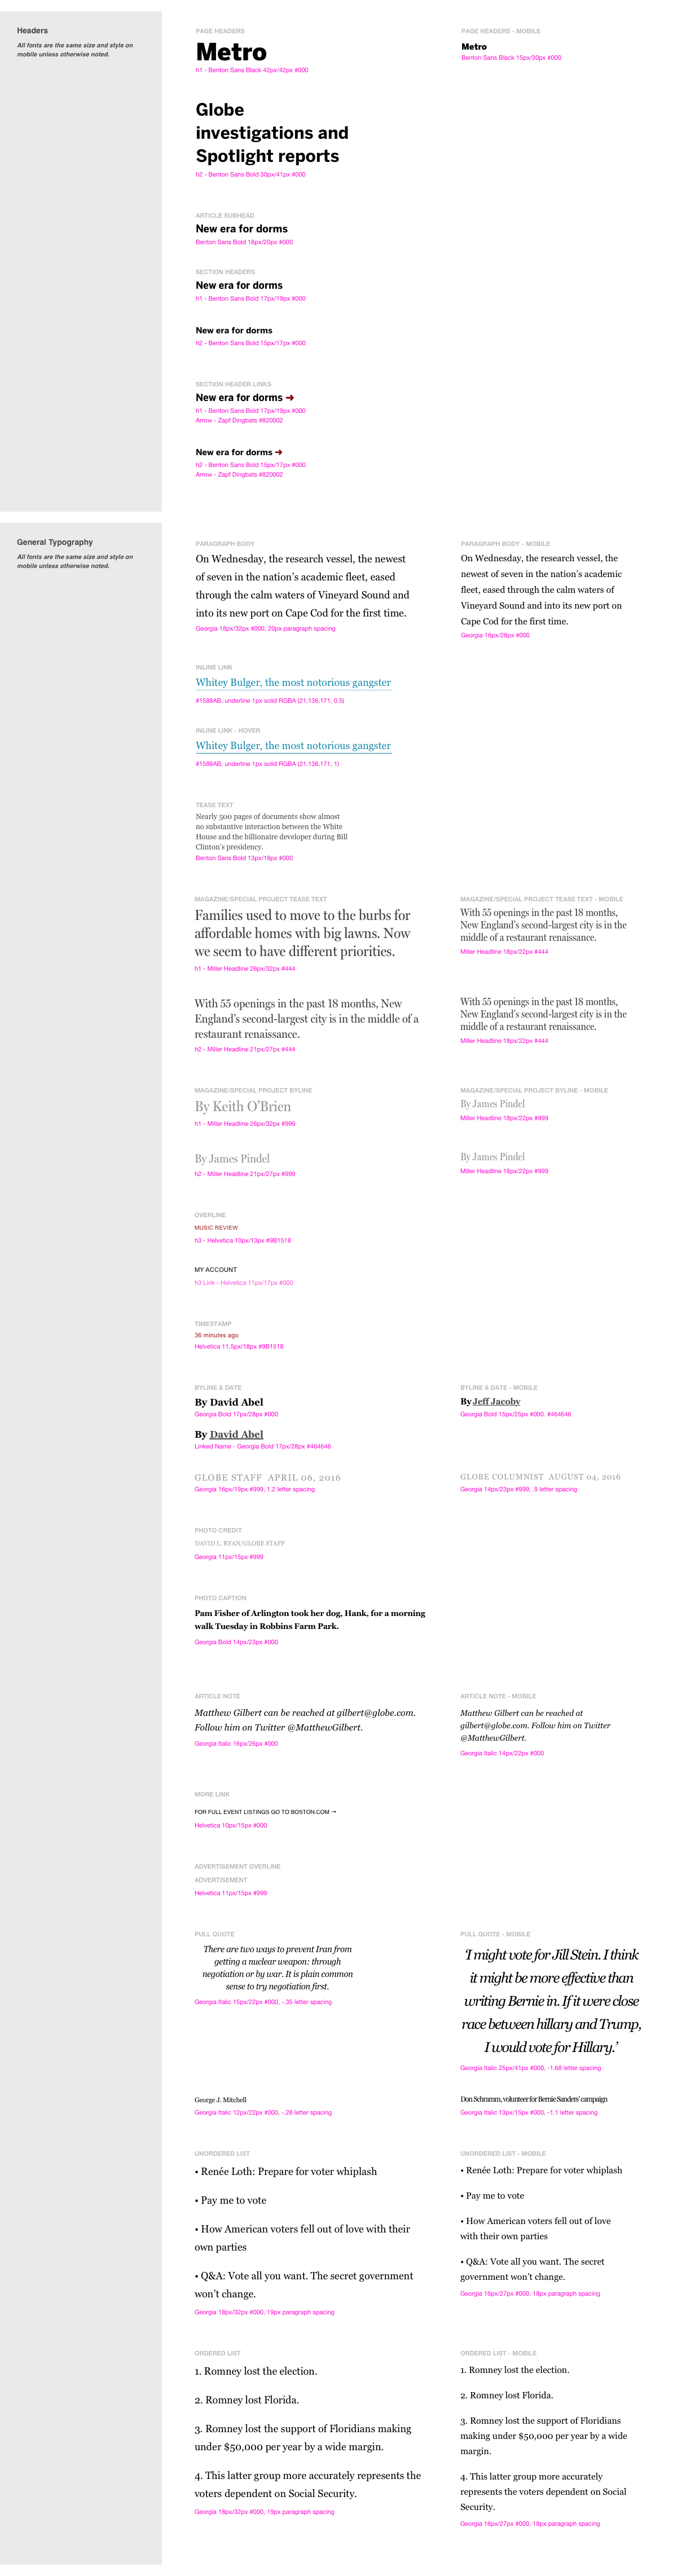 Headers
All fonts are the same size and style on
mobile unless otherwise noted.
PAGE HEADERS
Metro
h1 - Benton Sans Black 42px/42px #000
PAGE HEADERS - MOBILE
Metro
Benton Sans Black 15px/30px #000
Globe
investigations and
Spotlight reports
h2 - Benton Sans Bold 30px/41px #000
ARTICLE SUBHEAD
New era for dorms
Benton Sans Bold 18px/20px #000
SECTION HEADERS
New era for dorms
h1 - Benton Sans Bold 17px/19px #000
New era for dorms
h2 - Benton Sans Bold 15px/17px #000
SECTION HEADER LINKS
New era for dorms ➜
h1 - Benton Sans Bold 17px/19px #000
Arrow - Zapf Dingbats #820002
New era for dorms ➜
h2 - Benton Sans Bold 15px/17px #000
Arrow - Zapf Dingbats #820002
General Typography
All fonts are the same size and style on
mobile unless otherwise noted.
PARAGRAPH BODY
On Wednesday, the research vessel, the newest
of seven in the nation’s academic fleet, eased
through the calm waters of Vineyard Sound and
into its new port on Cape Cod for the first time.
Georgia 18px/32px #000, 20px paragraph spacing
PARAGRAPH BODY - MOBILE
On Wednesday, the research vessel, the
newest of seven in the nation’s academic
fleet, eased through the calm waters of
Vineyard Sound and into its new port on
Cape Cod for the first time.
Georgia 16px/28px #000
INLINE LINK
Whitey Bulger, the most notorious gangster
#1588AB, underline 1px solid RGBA (21,136,171, 0.5)
INLINE LINK - HOVER
Whitey Bulger, the most notorious gangster
#1588AB, underline 1px solid RGBA (21,136,171, 1)
TEASE TEXT
Nearly 500 pages of documents show almost
no substantive interaction between the White
House and the billionaire developer during Bill
Clinton’s presidency.
Benton Sans Bold 13px/18px #000
MAGAZINE/SPECIAL PROJECT TEASE TEXT
Families used to move to the burbs for
affordable homes with big lawns. Now
we seem to have different priorities.
h1 - Miller Headline 26px/32px #444
MAGAZINE/SPECIAL PROJECT TEASE TEXT - MOBILE
With 55 openings in the past 18 months,
New England’s second-largest city is in the
middle of a restaurant renaissance.
Miller Headline 18px/22px #444
With 55 openings in the past 18 months, New
England’s second-largest city is in the middle of a
restaurant renaissance.
h2 - Miller Headline 21px/27px #444
With 55 openings in the past 18 months,
New England’s second-largest city is in the
middle of a restaurant renaissance.
Miller Headline 18px/22px #444
MAGAZINE/SPECIAL PROJECT BYLINE
By Keith O’Brien
h1 - Miller Headline 26px/32px #999
MAGAZINE/SPECIAL PROJECT BYLINE - MOBILE
By James Pindel
Miller Headline 18px/22px #999
By James Pindel
h2 - Miller Headline 21px/27px #999
By James Pindel
Miller Headline 18px/22px #999
OVERLINE
MUSIC REVIEW
h3 - Helvetica 10px/13px #9B1518
MY ACCOUNT
h3 Link - Helvetica 11px/17px #000
TIMESTAMP
36 minutes ago
Helvetica 11.5px/18px #9B1518
BYLINE & DATE
By David Abel
Georgia Bold 17px/28px #000
By David Abel
Linked Name - Georgia Bold 17px/28px #464646
BYLINE & DATE - MOBILE
By Jeff Jacoby
Georgia Bold 15px/25px #000, #464646
GLOBE STAFF APRIL 06, 2016
Georgia 16px/19px #999, 1.2 letter spacing
GLOBE COLUMNIST AUGUST 04, 2016
Georgia 14px/23px #999, .9 letter spacing
PHOTO CREDIT
DAVID L. RYAN/GLOBE STAFF
Georgia 11px/15px #999
PHOTO CAPTION
Pam Fisher of Arlington took her dog, Hank, for a morning
walk Tuesday in Robbins Farm Park.
Georgia Bold 14px/23px #000
ARTICLE NOTE
Matthew Gilbert can be reached at gilbert@globe.com.
Follow him on Twitter @MatthewGilbert.
Georgia Italic 16px/26px #000
ARTICLE NOTE - MOBILE
Matthew Gilbert can be reached at
gilbert@globe.com. Follow him on Twitter
@MatthewGilbert.
Georgia Italic 14px/22px #000
MORE LINK
FOR FULL EVENT LISTINGS GO TO BOSTON.COM →
Helvetica 10px/15px #000
ADVERTISEMENT OVERLINE
ADVERTISEMENT
Helvetica 11px/15px #999
PULL QUOTE
There are two ways to prevent Iran from
getting a nuclear weapon: through
negotiation or by war. It is plain common
sense to try negotiation first.
Georgia Italic 15px/22px #000, -.35 letter spacing
PULL QUOTE - MOBILE
‘I might vote for Jill Stein. I think
it might be more effective than
writing Bernie in. If it were close
race between hillary and Trump,
I would vote for Hillary.’
Georgia Italic 25px/41px #000, -1.68 letter spacing
George J. Mitchell
Georgia Italic 12px/22px #000, -.28 letter spacing
Don Schramm, volunteer for Bernie Sanders’ campaign
Georgia Italic 13px/15px #000, -1.1 letter spacing
UNORDERED LIST
• Renée Loth: Prepare for voter whiplash
• Pay me to vote
• How American voters fell out of love with their
own parties
• Q&A: Vote all you want. The secret government
won’t change.
Georgia 18px/32px #000, 19px paragraph spacing
UNORDERED LIST - MOBILE
• Renée Loth: Prepare for voter whiplash
• Pay me to vote
• How American voters fell out of love
with their own parties
• Q&A: Vote all you want. The secret
government won’t change.
Georgia 16px/27px #000, 18px paragraph spacing
ORDERED LIST
1. Romney lost the election.
2. Romney lost Florida.
3. Romney lost the support of Floridians making
under $50,000 per year by a wide margin.
4. This latter group more accurately represents the
voters dependent on Social Security.
Georgia 18px/32px #000, 19px paragraph spacing
ORDERED LIST - MOBILE
1. Romney lost the election.
2. Romney lost Florida.
3. Romney lost the support of Floridians
making under $50,000 per year by a wide
margin.
4. This latter group more accurately
represents the voters dependent on Social
Security.
Georgia 16px/27px #000, 18px paragraph spacing